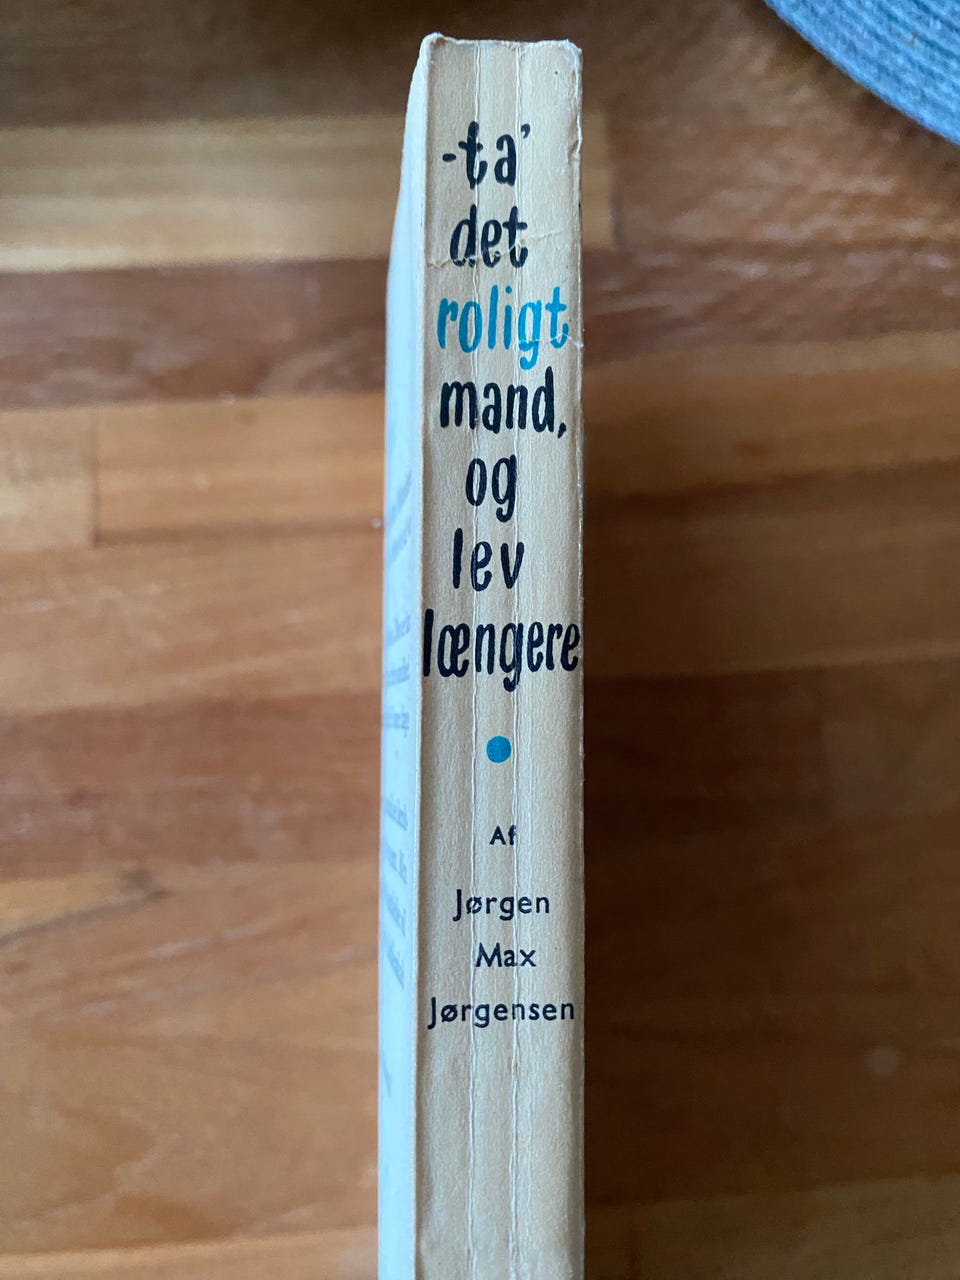 -ta'
det
roligt
mand,
og
lev
længere
Af
Jørgen
Max
Jørgensen